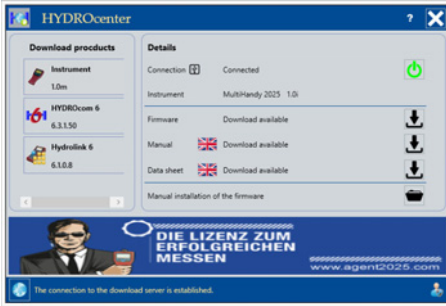 HYDROcenter
?
X
Download procducts
Instrument
1.0m
HYDROcom 6
6.3.1.50
Hydrolink 6
6.1.0.8
Details
Connection Connected
Instrument MultiHandy 2025 1.0i
Firmware Download available
Manual Download available
Data sheet Download available
Manual installation of the firmware
DIE LIZENZ ZUM
ERFOLGREICHEN
MESSEN
www.agent2025.com
The connection to the download server is established.